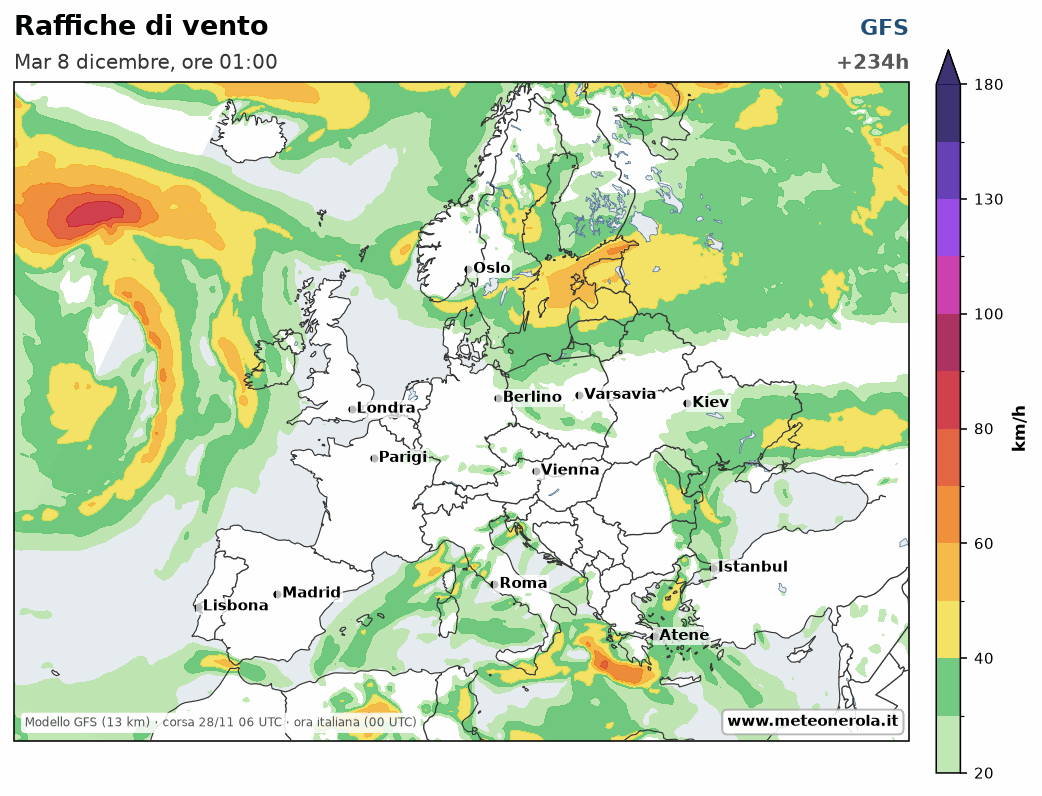 Raffiche di vento
GFS
Mar 8 dicembre, ore 01:00
+234h
180
130
100
80
60
40
20
km/h
Oslo
Berlino
Varsavia
Kiev
Londra
Parigi
Vienna
Istanbul
Roma
Madrid
Lisbona
Atene
Modello GFS (13 km) · corsa 28/11 06 UTC · ora italiana (00 UTC)
www.meteonerola.it